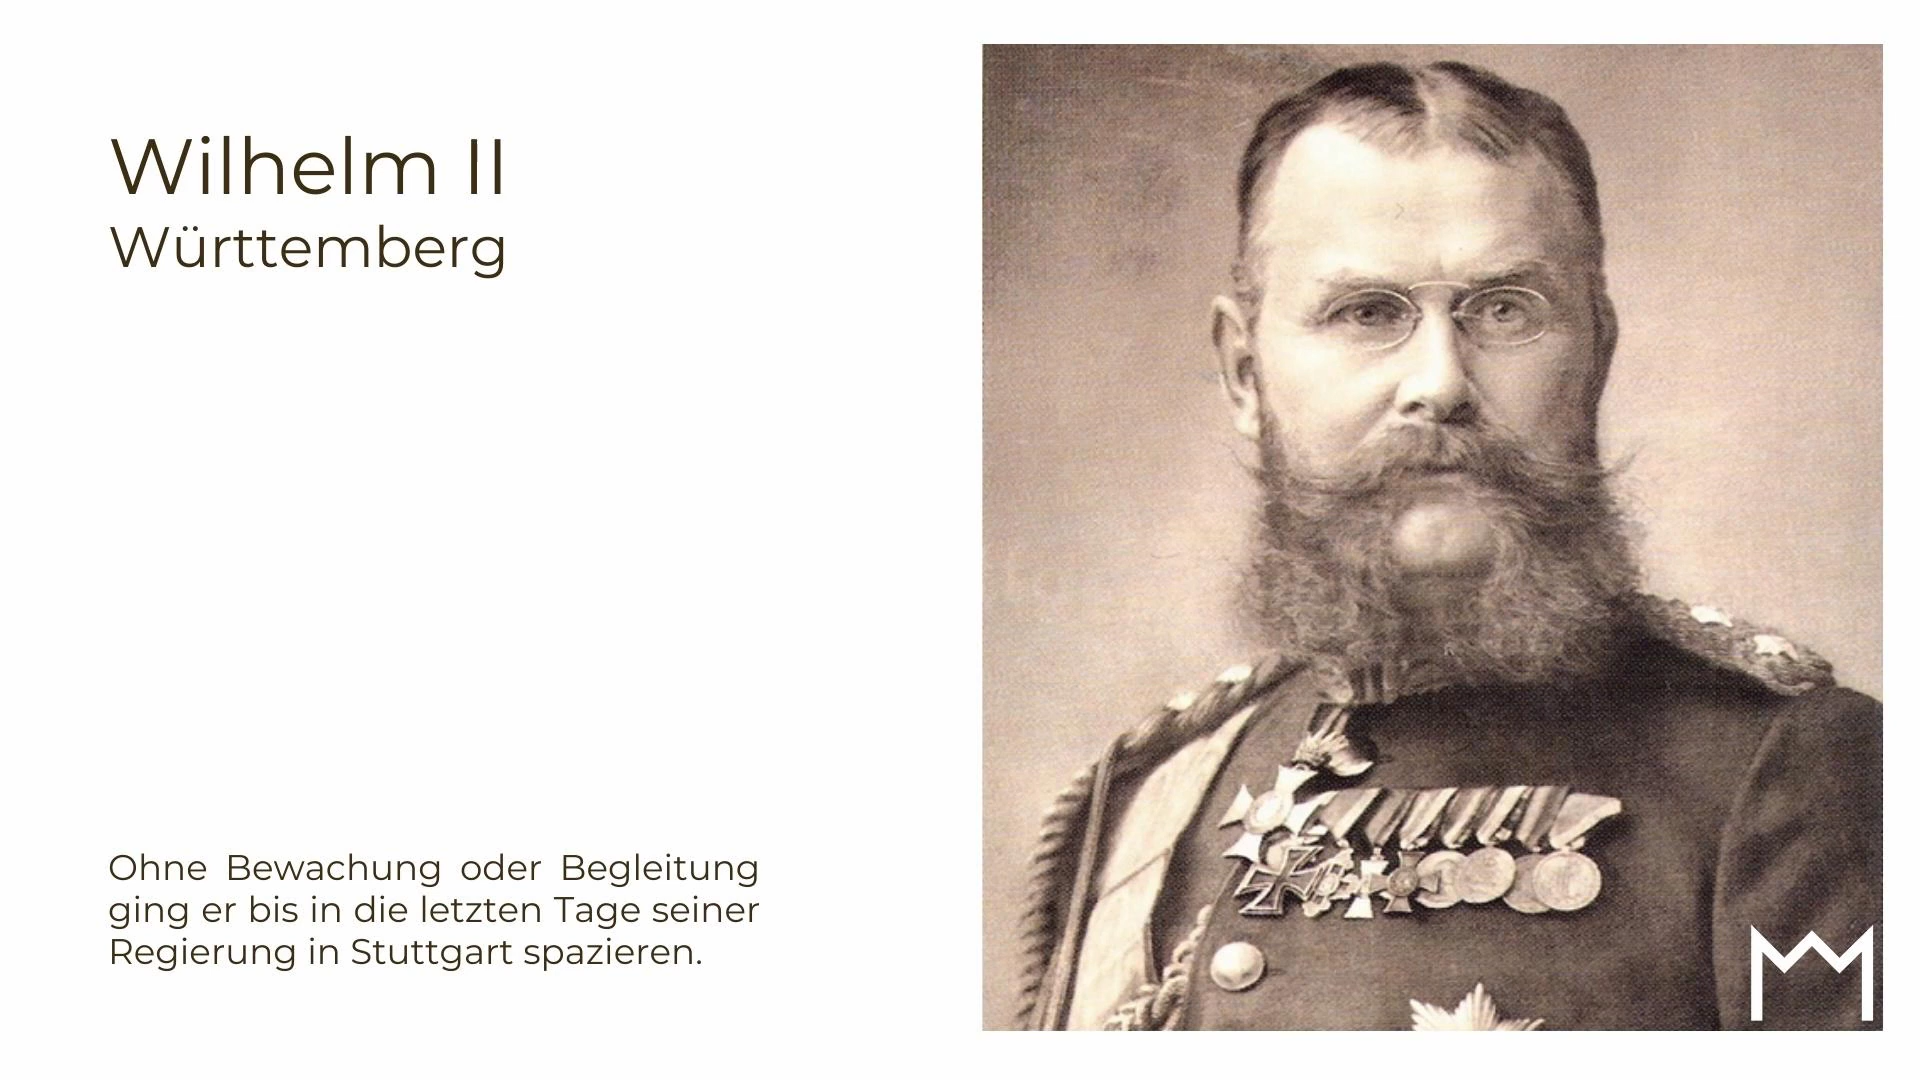 Wilhelm II
Württemberg
Ohne Bewachung oder Begleitung
ging er bis in die letzten Tage seiner
Regierung in Stuttgart spazieren.